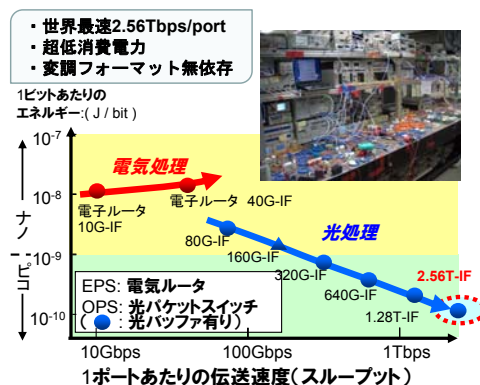 ・世界最速2.56Tbps/port
・超低消費電力
・変調フォーマット無依存
1ビットあたりの
エネルギー:( J / bit )
10-7
電気処理
10-8
電子ルータ 40G-IF
電子ルータ
10G-IF
ナノ
光処理
80G-IF
160G-IF
10-9
320G-IF
2.56T-IF
ピコ
640G-IF
EPS: 電気ルータ
OPS: 光パケットスイッチ
( : 光バッファ有り)
1.28T-IF
10-10
10Gbps
100Gbps
1Tbps
1ポートあたりの伝送速度(スループット)